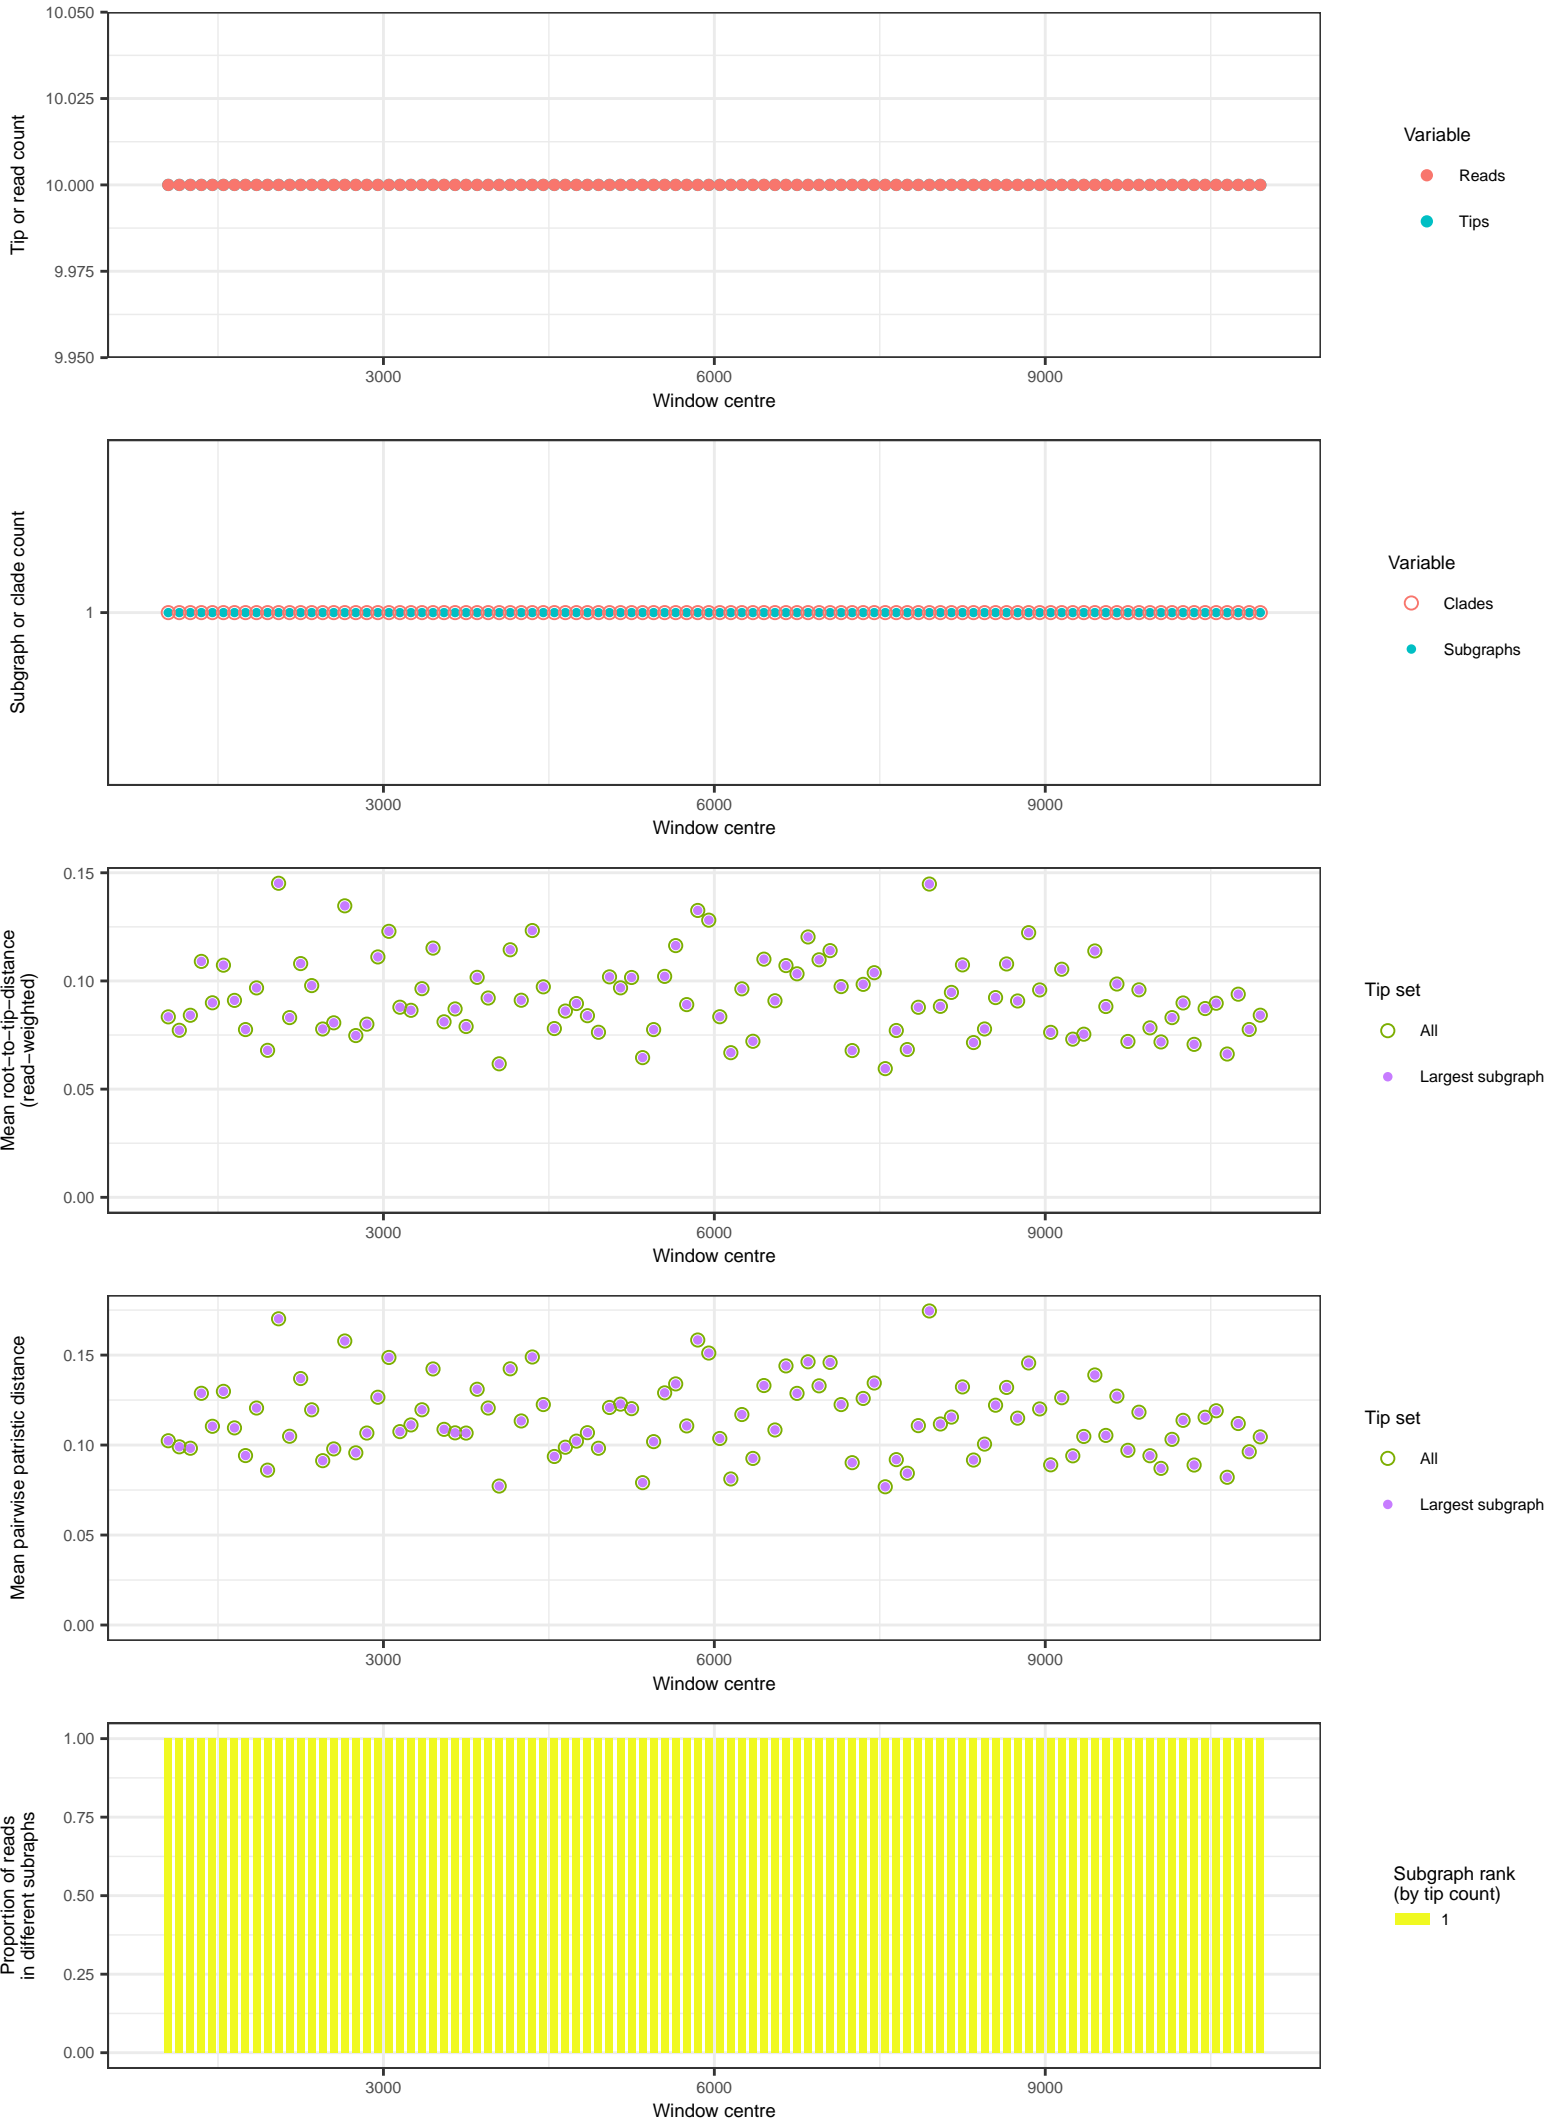 10.050
10.025
10.000
9.975
9.950
Tip or read count
3000
6000
9000
Window centre
Variable
Reads
Tips
1
Subgraph or clade count
3000
6000
9000
Window centre
Variable
Clades
Subgraphs
0.15
0.10
0.05
0.00
Mean root−to−tip−distance
(read−weighted)
3000
6000
9000
Window centre
Tip set
All
Largest subgraph
0.15
0.10
0.05
0.00
Mean pairwise patristic distance
3000
6000
9000
Window centre
Tip set
All
Largest subgraph
1.00
0.75
0.50
0.25
0.00
Proportion of reads
in different subraphs
3000
6000
9000
Window centre
Subgraph rank
(by tip count)
1